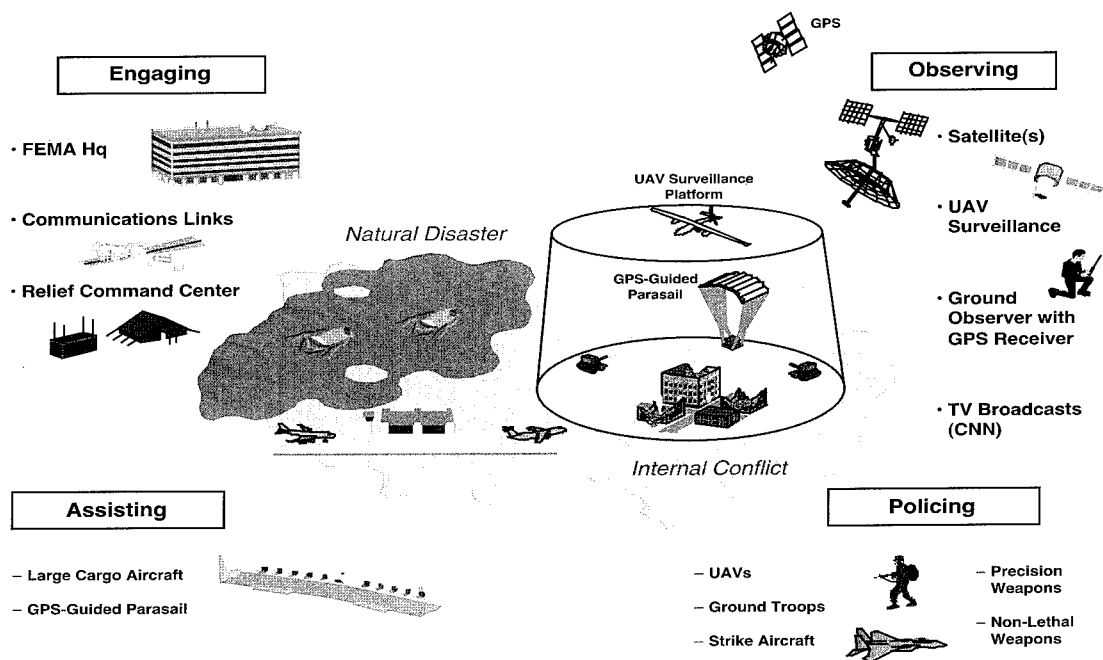 GPS
Engaging
Observing
• FEMA Hq
• Satellite(s)
UAV Surveillance
Platform
• Communications Links
• UAV
Surveillance
Natural Disaster
GPS-Guided
Parasail
• Relief Command Center
• Ground
Observer with
GPS Receiver
• TV Broadcasts
(CNN)
Internal Conflict
Assisting
Policing
– Large Cargo Aircraft
– GPS-Guided Parasail
– UAVs
– Ground Troops
– Strike Aircraft
– Precision
Weapons
– Non-Lethal
Weapons